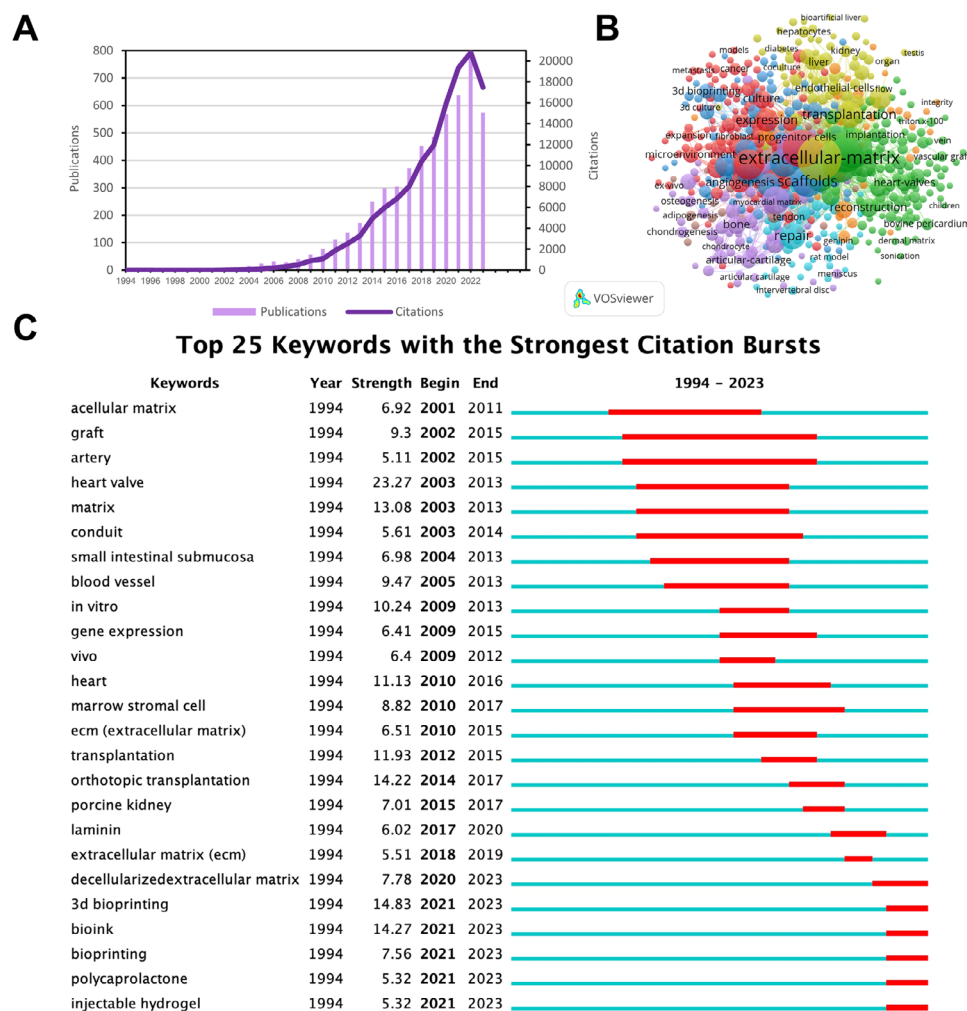 A
B
800
700
600
500
400
300
200
100
0
Publications
20000
18000
16000
14000
12000
10000
8000
6000
4000
2000
0
Citations
1994 1996 1998 2000 2002 2004 2006 2008 2010 2012 2014 2016 2018 2020 2022
Publications Citations
bioartificial liver
hepatocytes
models
diabetes
kidney
testis
metastasis
cancer
coculture
liver
organ
3d bioprinting
culture
endothelial-cells
flow
3d culture
integrity
expression
transplantation
triton x-100
expansion
fibroblast
progenitor cells
implantation
vein
microenvironment
extracellular-matrix
vascular graf
ex-vivo
angiogenesis
scaffolds
heart-valves
osteogenesis
myocardial matrix
reconstruction
children
adipogenesis
tendon
bone
bovine pericardium
chondrogenesis
repair
chondrocyte
genipin
dermal matrix
articular-cartilage
rat model
sonication
articular cartilage
meniscus
intervertebral disc
VOSviewer
C
Top 25 Keywords with the Strongest Citation Bursts
Keywords Year Strength Begin End 1994 - 2023
acellular matrix 1994 6.92 2001 2011
graft 1994 9.3 2002 2015
artery 1994 5.11 2002 2015
heart valve 1994 23.27 2003 2013
matrix 1994 13.08 2003 2013
conduit 1994 5.61 2003 2014
small intestinal submucosa 1994 6.98 2004 2013
blood vessel 1994 9.47 2005 2013
in vitro 1994 10.24 2009 2013
gene expression 1994 6.41 2009 2015
vivo 1994 6.4 2009 2012
heart 1994 11.13 2010 2016
marrow stromal cell 1994 8.82 2010 2017
ecm (extracellular matrix) 1994 6.51 2010 2015
transplantation 1994 11.93 2012 2015
orthotopic transplantation 1994 14.22 2014 2017
porcine kidney 1994 7.01 2015 2017
laminin 1994 6.02 2017 2020
extracellular matrix (ecm) 1994 5.51 2018 2019
decellularizedextracellular matrix 1994 7.78 2020 2023
3d bioprinting 1994 14.83 2021 2023
bioink 1994 14.27 2021 2023
bioprinting 1994 7.56 2021 2023
polycaprolactone 1994 5.32 2021 2023
injectable hydrogel 1994 5.32 2021 2023